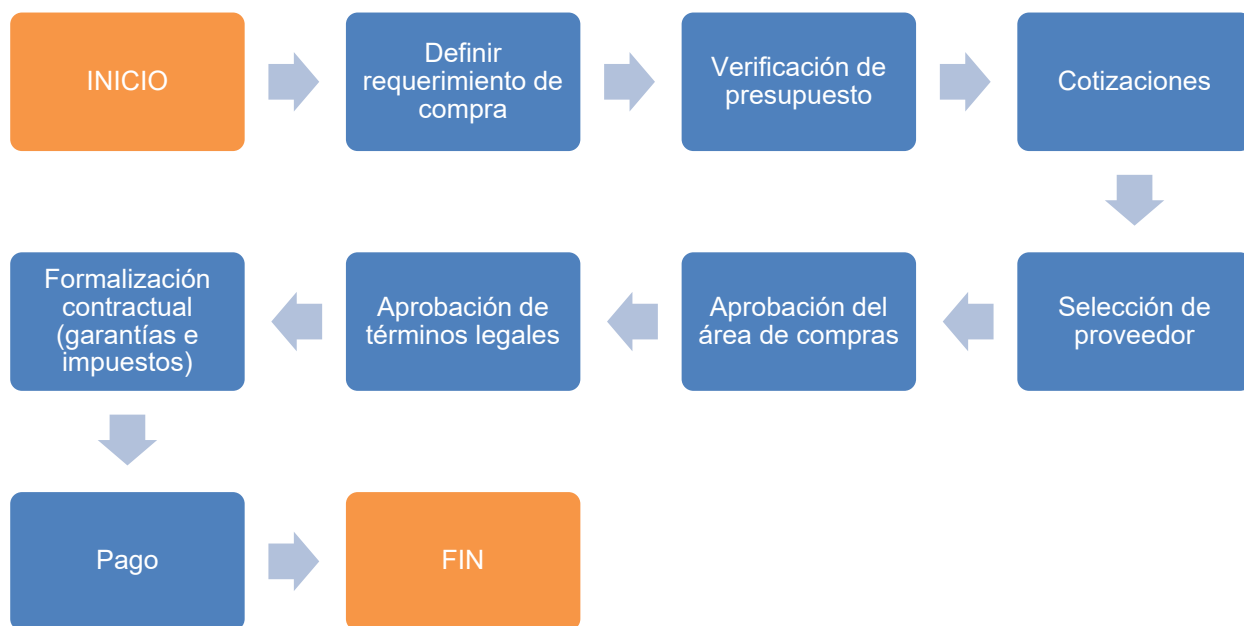 INICIO
Definir
requerimiento de
compra
Verificación de
presupuesto
Cotizaciones
Formalización
contractual
(garantías e
impuestos)
Aprobación de
términos legales
Aprobación del
área de compras
Selección de
proveedor
Pago
FIN